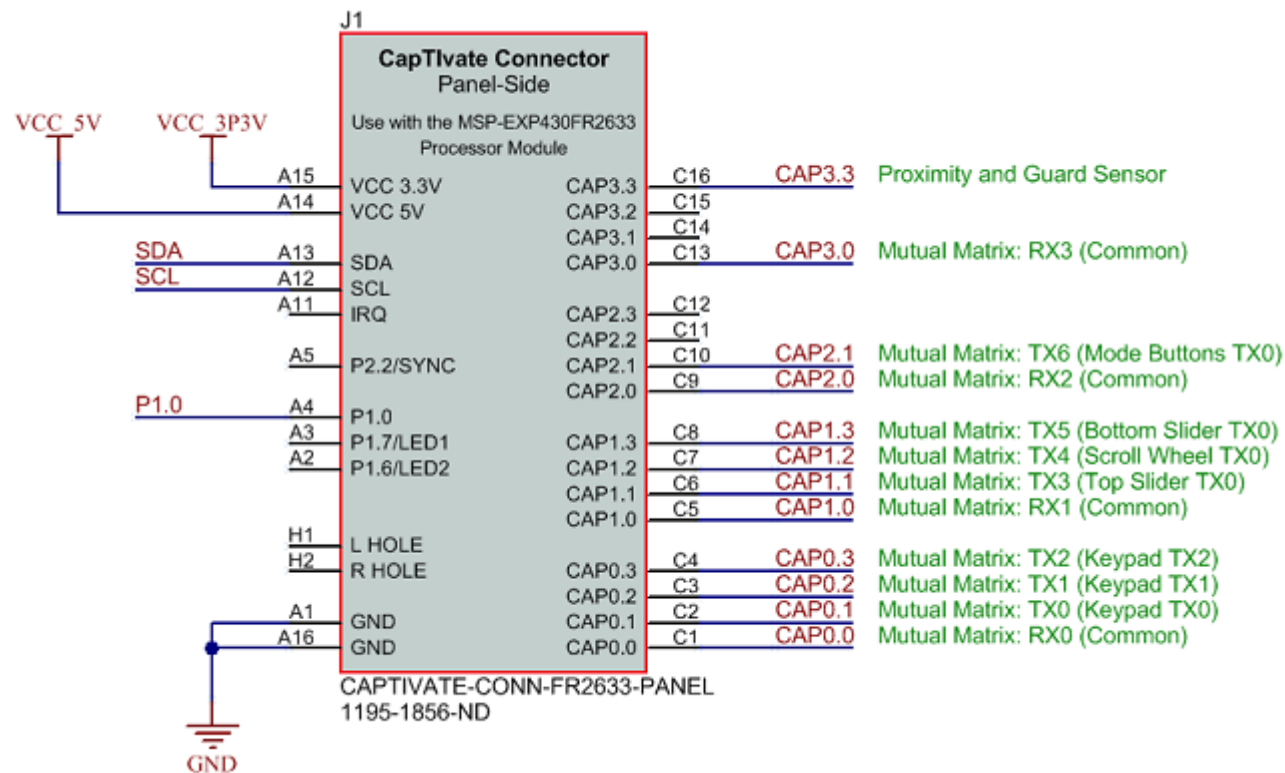 J1
CapTIvate Connector
Panel-Side
Use with the MSP-EXP430FR2633
Processor Module
VCC_5V
VCC_3P3V
A15 VCC 3.3V
A14 VCC 5V
SDA A13 SDA
SCL A12 SCL
A11 IRQ
A5 P2.2/SYNC
P1.0 A4 P1.0
A3 P1.7/LED1
A2 P1.6/LED2
H1 L HOLE
H2 R HOLE
A1 GND
A16 GND
GND
CAP3.3 C16 CAP3.3 Proximity and Guard Sensor
CAP3.2 C15
CAP3.1 C14
CAP3.0 C13 CAP3.0 Mutual Matrix: RX3 (Common)
CAP2.3 C12
CAP2.2 C11
CAP2.1 C10 CAP2.1 Mutual Matrix: TX6 (Mode Buttons TX0)
CAP2.0 C9 CAP2.0 Mutual Matrix: RX2 (Common)
CAP1.3 C8 CAP1.3 Mutual Matrix: TX5 (Bottom Slider TX0)
CAP1.2 C7 CAP1.2 Mutual Matrix: TX4 (Scroll Wheel TX0)
CAP1.1 C6 CAP1.1 Mutual Matrix: TX3 (Top Slider TX0)
CAP1.0 C5 CAP1.0 Mutual Matrix: RX1 (Common)
CAP0.3 C4 CAP0.3 Mutual Matrix: TX2 (Keypad TX2)
CAP0.2 C3 CAP0.2 Mutual Matrix: TX1 (Keypad TX1)
CAP0.1 C2 CAP0.1 Mutual Matrix: TX0 (Keypad TX0)
CAP0.0 C1 CAP0.0 Mutual Matrix: RX0 (Common)
CAPTIVATE-CONN-FR2633-PANEL
1195-1856-ND